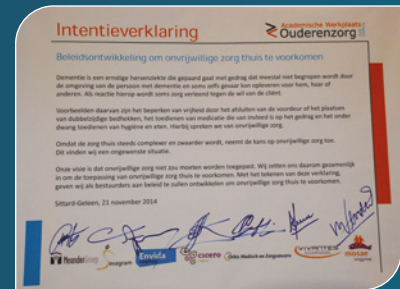 Intentieverklaring
Academische Werkplaats
Ouderenzorg
Beleidsontwikkeling om onvrijwillige zorg thuis te voorkomen
Dementie is een ernstige hersenziekte die gepaard gaat met gedrag dat meestal niet begrepen wordt door
de omgeving van de persoon met dementie en soms zelfs gevaar kan opleveren voor hem, haar of
anderen. Als reactie hierop wordt soms zorg verleend tegen de wil van de cliënt.
Voorbeelden daarvan zijn het beperken van vrijheid door het afsluiten van de voordeur of het plaatsen
van dubbelzijdige bedhekken, het toedienen van medicatie die van invloed is op het gedrag en het onder
dwang toedienen van hygiëne en eten. Hierbij spreken we van onvrijwillige zorg.
Omdat de zorg thuis steeds complexer en zwaarder wordt, neemt de kans op onvrijwillige zorg toe.
Dit vinden wij een ongewenste situatie.
Onze visie is dat onvrijwillige zorg niet zou moeten worden toegepast. Wij zetten ons daarom gezamenlijk
in om de toepassing van onvrijwillige zorg thuis te voorkomen. Met het tekenen van deze verklaring,
geven wij als bestuurders aan beleid te zullen ontwikkelen om onvrijwillige zorg thuis te voorkomen.
Sittard-Geleen, 21 november 2014
MeanderGroep
Envida
cicero
VIVANTES
mosae